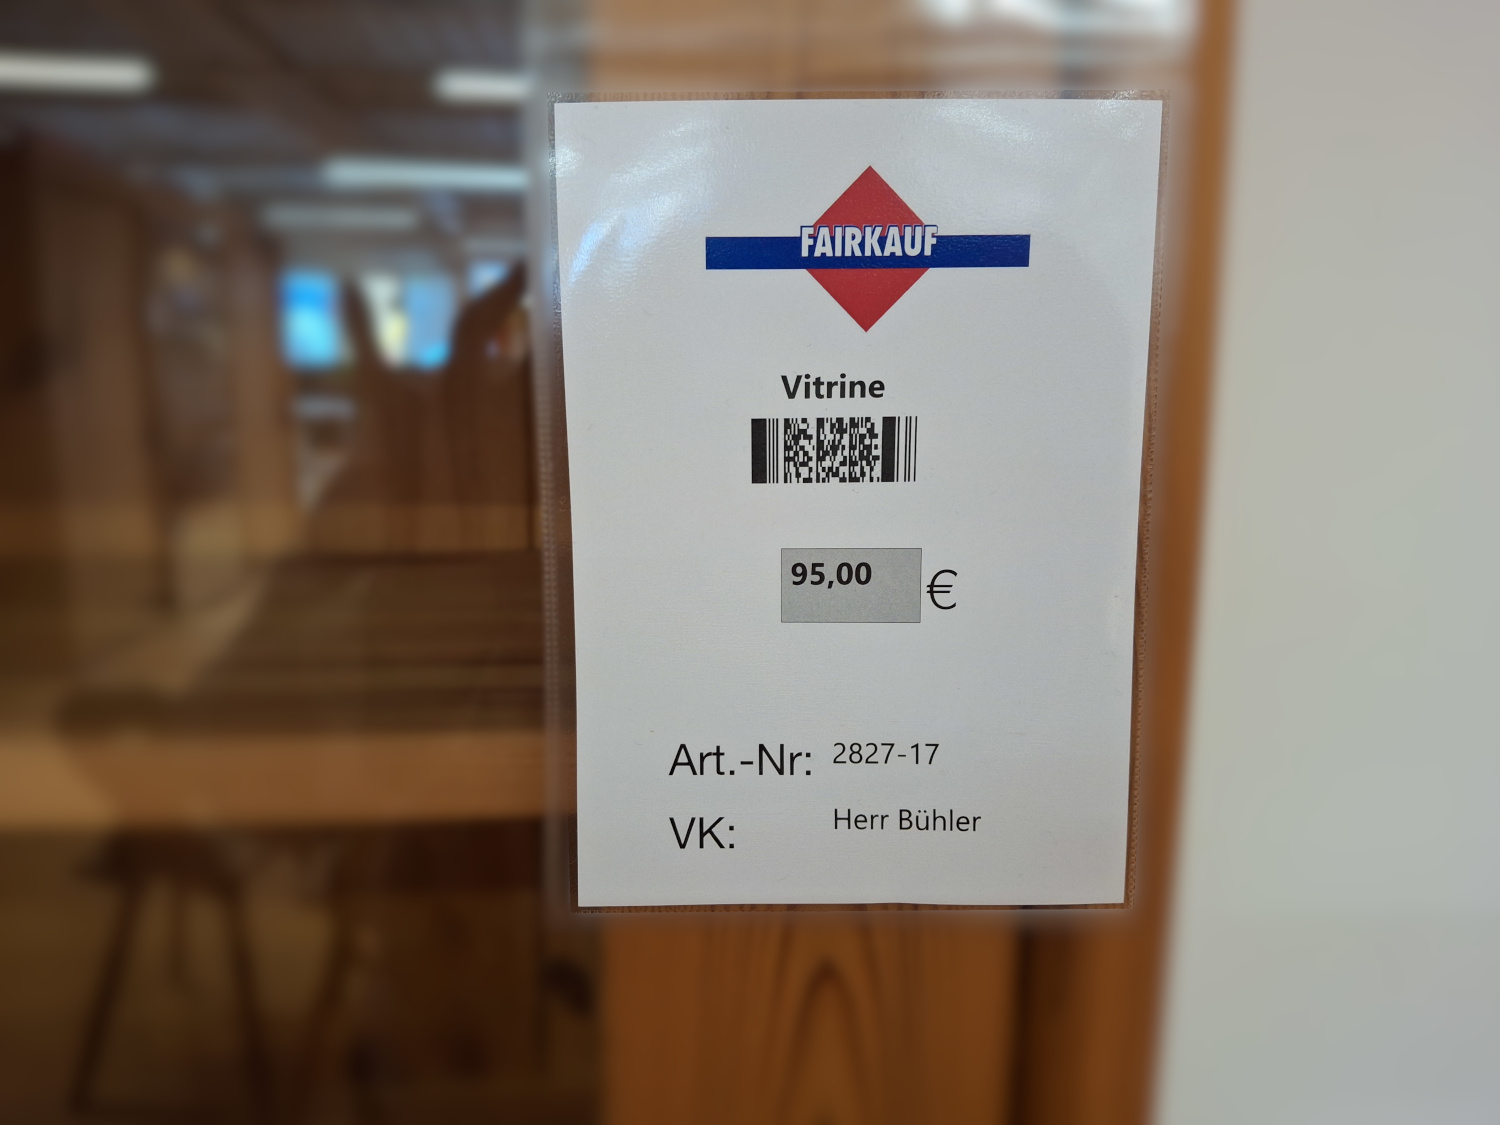 FAIRKAUF
Vitrine
95,00 €
Art.-Nr: 2827-17
VK: Herr Bühler